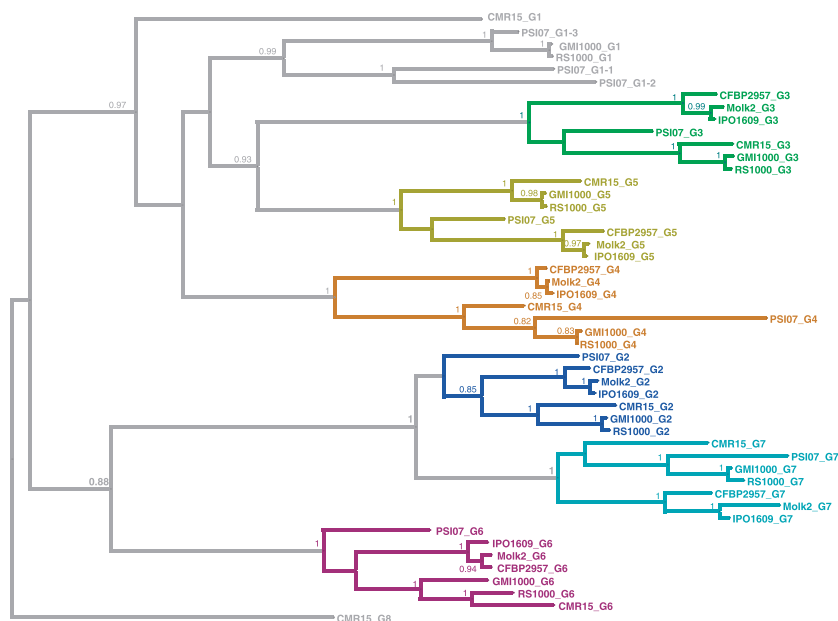 CMR15_G1
PSI07_G1-3
1
GMI1000_G1
1
0.99
RS1000_G1
PSI07_G1-1
1
PSI07_G1-2
0.97
CFBP2957_G3
1
Molk2_G3
0.99
1
IPO1609_G3
PSI07_G3
CMR15_G3
1
GMI1000_G3
1
0.93
RS1000_G3
CMR15_G5
1
GMI1000_G5
0.98
1
RS1000_G5
PSI07_G5
CFBP2957_G5
1
Molk2_G5
0.97
IPO1609_G5
CFBP2957_G4
1
Molk2_G4
1
0.85
IPO1609_G4
CMR15_G4
1
PSI07_G4
0.82
GMI1000_G4
0.83
RS1000_G4
PSI07_G2
CFBP2957_G2
1
Molk2_G2
1
0.85
IPO1609_G2
CMR15_G2
1
GMI1000_G2
1
1
RS1000_G2
CMR15_G7
PSI07_G7
1
GMI1000_G7
1
1
0.88
RS1000_G7
CFBP2957_G7
1
Molk2_G7
1
IPO1609_G7
PSI07_G6
1
IPO1609_G6
1
Molk2_G6
0.94
CFBP2957_G6
GMI1000_G6
1
RS1000_G6
1
CMR15_G6
CMR15_G8